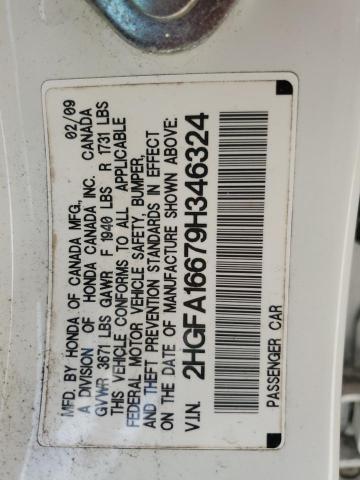 MFD. BY HONDA OF CANADA MFG., 02/09
A DIVISION OF HONDA CANADA INC. CANADA
GVWR 3671 LBS GAWR F 1940 LBS R 1731 LBS
THIS VEHICLE CONFORMS TO ALL APPLICABLE
FEDERAL MOTOR VEHICLE SAFETY, BUMPER,
AND THEFT PREVENTION STANDARDS IN EFFECT
ON THE DATE OF MANUFACTURE SHOWN ABOVE:
V.I.N. 2HGFA16679H346324
PASSENGER CAR